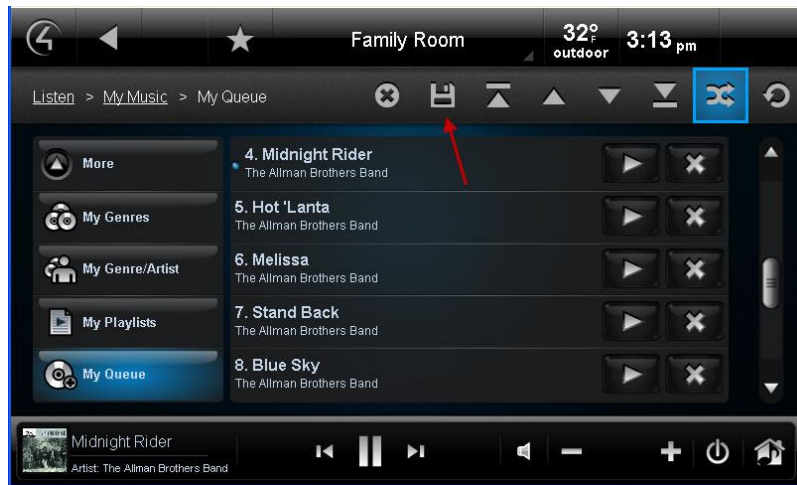 4
Family Room
32°F
outdoor
3:13 pm
Listen > My Music > My Queue
More
My Genres
My Genre/Artist
My Playlists
My Queue
4. Midnight Rider
The Allman Brothers Band
5. Hot 'Lanta
The Allman Brothers Band
6. Melissa
The Allman Brothers Band
7. Stand Back
The Allman Brothers Band
8. Blue Sky
The Allman Brothers Band
Midnight Rider
Artist: The Allman Brothers Band